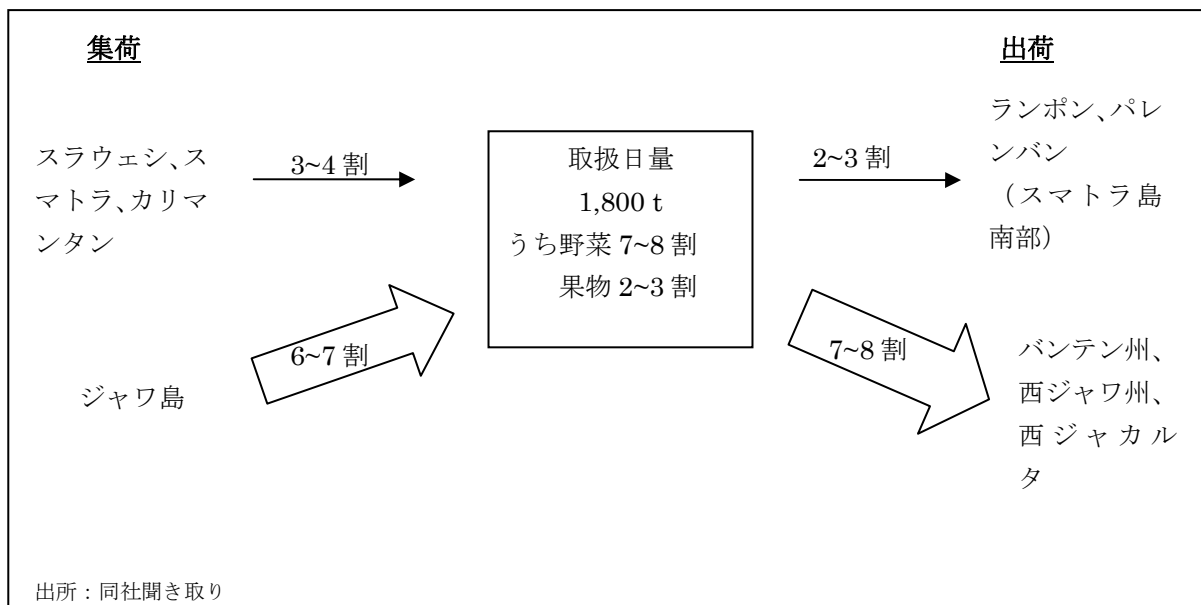 集荷
出荷
スラウェシ、ス
マトラ、カリマ
ンタン
3~4 割
取扱日量
1,800 t
うち野菜 7~8 割
果物 2~3 割
2~3 割
ランポン、パレ
ンバン
（スマトラ島
南部）
ジャワ島
6~7 割
7~8 割
バンテン州、
西ジャワ州、
西ジャカル
タ
出所：同社聞き取り